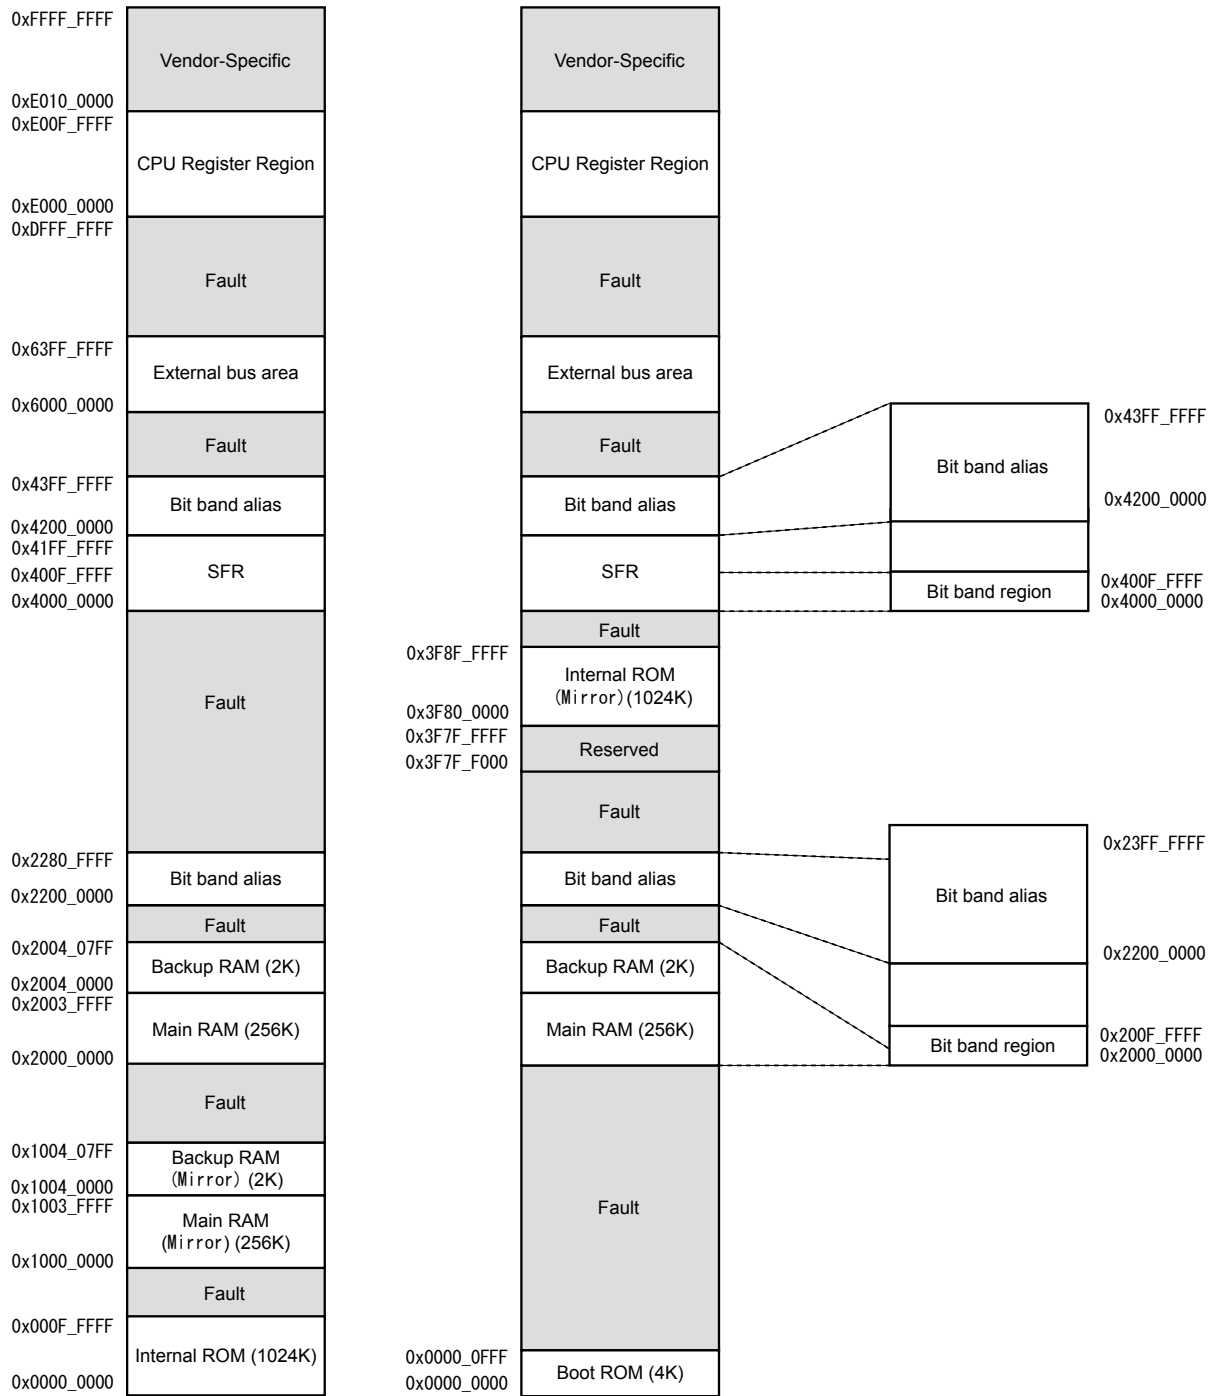 0xFFFF_FFFF
Vendor-Specific
0xE010_0000
0xE00F_FFFF
CPU Register Region
0xE000_0000
0xDFFF_FFFF
Fault
0x63FF_FFFF
External bus area
0x6000_0000
Fault
0x43FF_FFFF
Bit band alias
0x4200_0000
0x41FF_FFFF
SFR
0x400F_FFFF
0x4000_0000
Fault
0x2280_FFFF
Bit band alias
0x2200_0000
Fault
0x2004_07FF
Backup RAM (2K)
0x2004_0000
0x2003_FFFF
Main RAM (256K)
0x2000_0000
Fault
0x1004_07FF
Backup RAM
(Mirror) (2K)
0x1004_0000
0x1003_FFFF
Main RAM
(Mirror) (256K)
0x1000_0000
Fault
0x000F_FFFF
Internal ROM (1024K)
0x0000_0000
Vendor-Specific
CPU Register Region
Fault
External bus area
Fault
Bit band alias
SFR
Fault
0x3F8F_FFFF
Internal ROM
(Mirror) (1024K)
0x3F80_0000
0x3F7F_FFFF
Reserved
0x3F7F_F000
Fault
Bit band alias
Fault
Backup RAM (2K)
Main RAM (256K)
Fault
0x0000_0FFF
Boot ROM (4K)
0x0000_0000
0x43FF_FFFF
Bit band alias
0x4200_0000
0x400F_FFFF
Bit band region
0x4000_0000
0x23FF_FFFF
Bit band alias
0x2200_0000
0x200F_FFFF
Bit band region
0x2000_0000